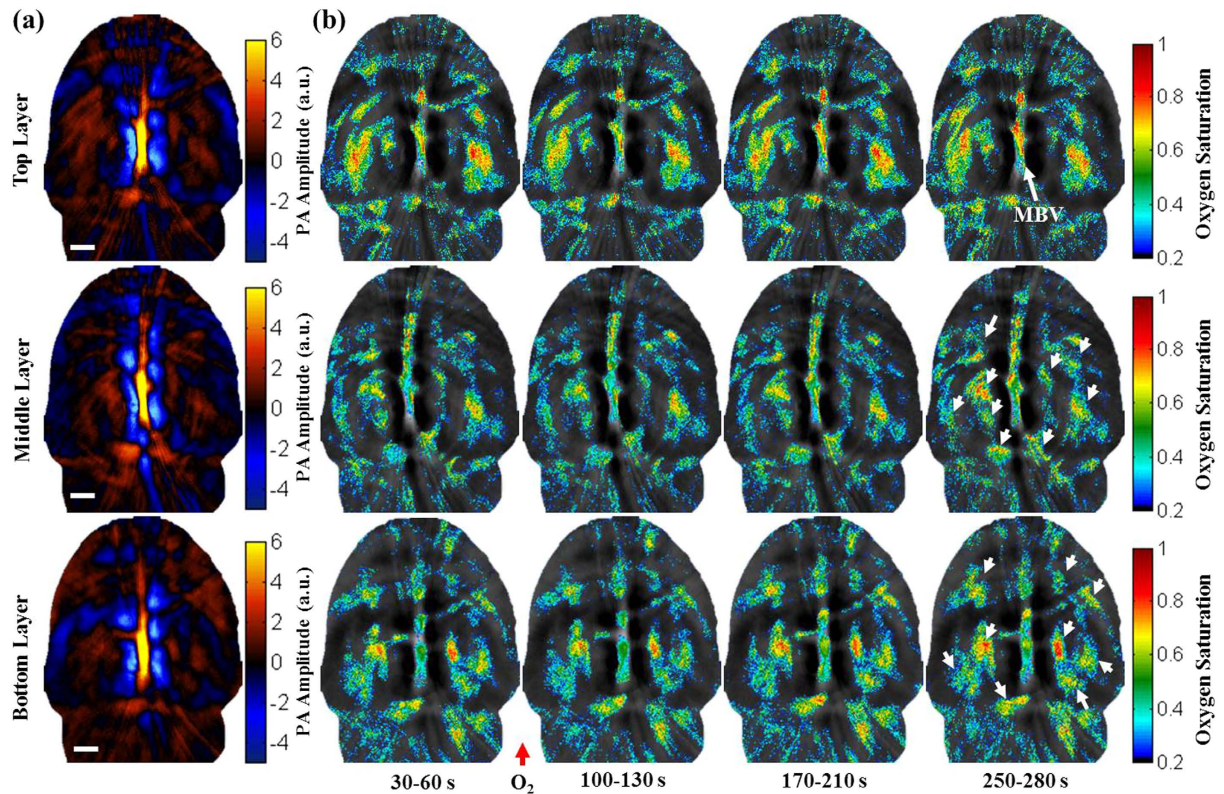 (a)
(b)
Top Layer
6
4
2
0
-2
-4
PA Amplitude (a.u.)
MBV
1
0.8
0.6
0.4
0.2
Oxygen Saturation
Middle Layer
6
4
2
0
-2
-4
PA Amplitude (a.u.)
1
0.8
0.6
0.4
0.2
Oxygen Saturation
Bottom Layer
6
4
2
0
-2
-4
PA Amplitude (a.u.)
1
0.8
0.6
0.4
0.2
Oxygen Saturation
30-60 s
O₂
100-130 s
170-210 s
250-280 s